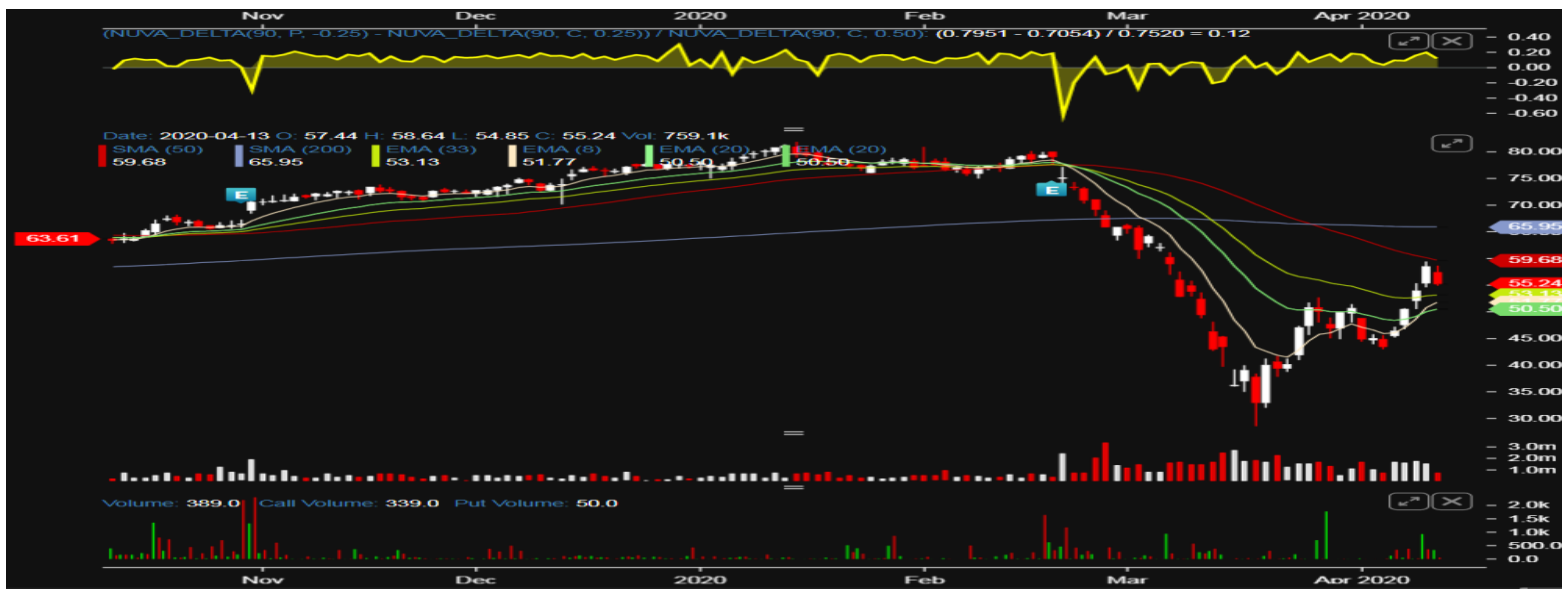 Nov Dec 2020 Feb Mar Apr 2020
(NUVA_DELTA(90, P, -0.25) - NUVA_DELTA(90, C, 0.25)) / NUVA_DELTA(90, C, 0.50): (0.7951 - 0.7054) / 0.7520 = 0.12
0.40
0.20
0.00
-0.20
-0.40
-0.60
Date: 2020-04-13 O: 57.44 H: 58.64 L: 54.85 C: 55.24 Vol: 759.1k
SMA (50) SMA (200) EMA (33) EMA (8) EMA (20) EMA (20)
59.68 65.95 53.13 51.77 50.50 50.50
80.00
75.00
E E
70.00
65.95
63.61
59.68
55.24
53.13
50.50
45.00
40.00
35.00
30.00
3.0m
2.0m
1.0m
Volume: 389.0 Call Volume: 339.0 Put Volume: 50.0
2.0k
1.5k
1.0k
500.0
0.0
Nov Dec 2020 Feb Mar Apr 2020